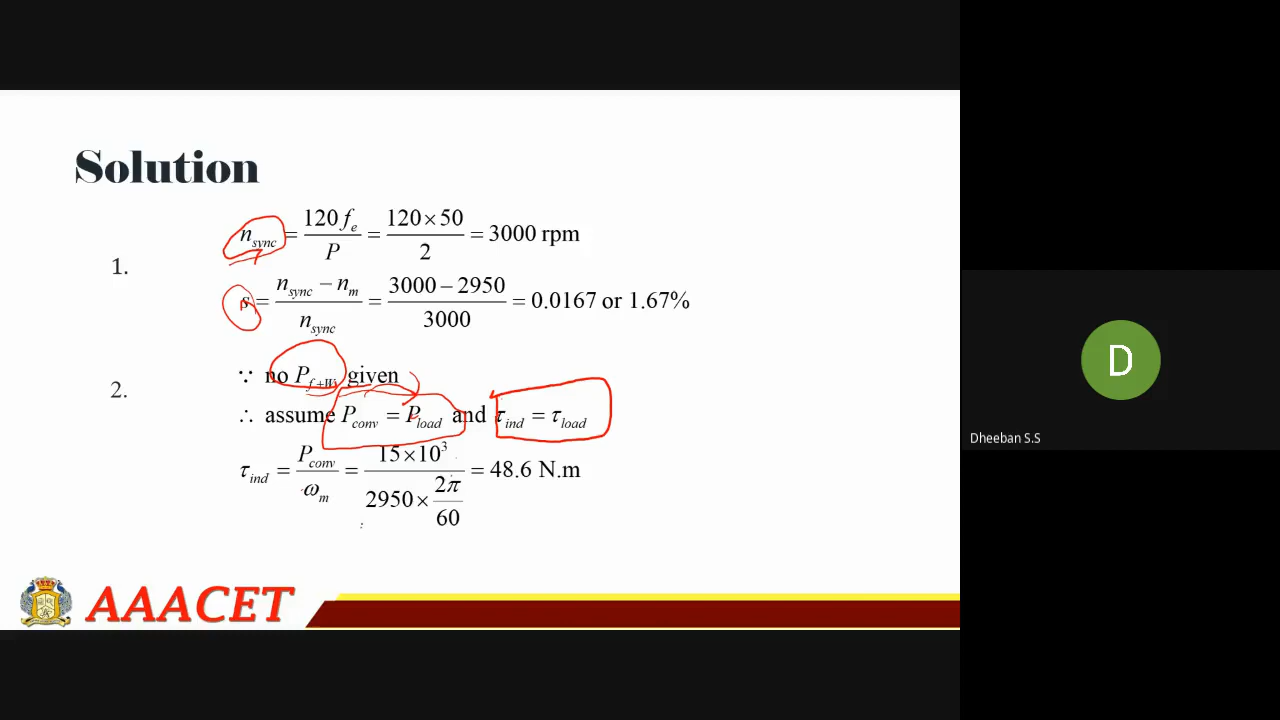 Solution
1.
n_sync = 120 f_e / P = 120 × 50 / 2 = 3000 rpm
s = n_sync − n_m / n_sync = 3000 − 2950 / 3000 = 0.0167 or 1.67%
2.
∵ no P_f+W given
∴ assume P_conv = P_load and τ_ind = τ_load
τ_ind = P_conv / ω_m = 15 × 10³ / 2950 × 2π / 60 = 48.6 N.m
AAACET
D
Dheeban S.S